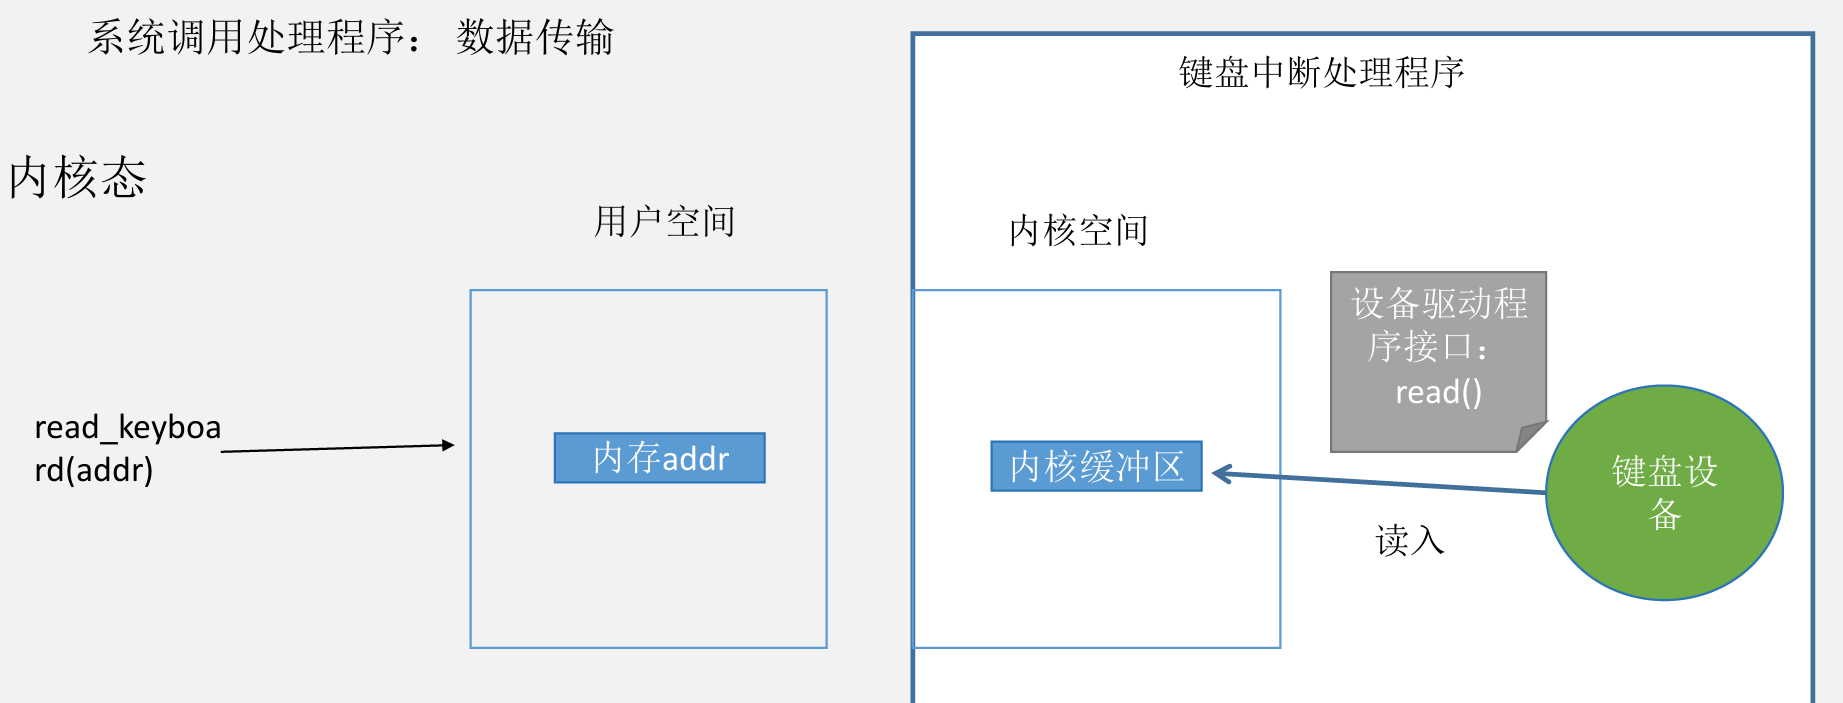 系统调用处理程序： 数据传输
键盘中断处理程序
内核态
用户空间
内核空间
设备驱动程
序接口：
read()
read_keyboa
rd(addr)
内存addr
内核缓冲区
键盘设
备
读入